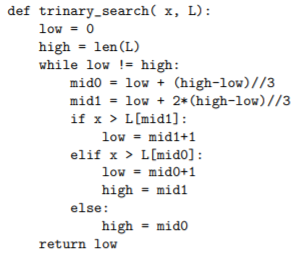 def trinary_search( x, L):
    low = 0
    high = len(L)
    while low != high:
        mid0 = low + (high-low)//3
        mid1 = low + 2*(high-low)//3
        if x > L[mid1]:
            low = mid1+1
        elif x > L[mid0]:
            low = mid0+1
            high = mid1
        else:
            high = mid0
    return low